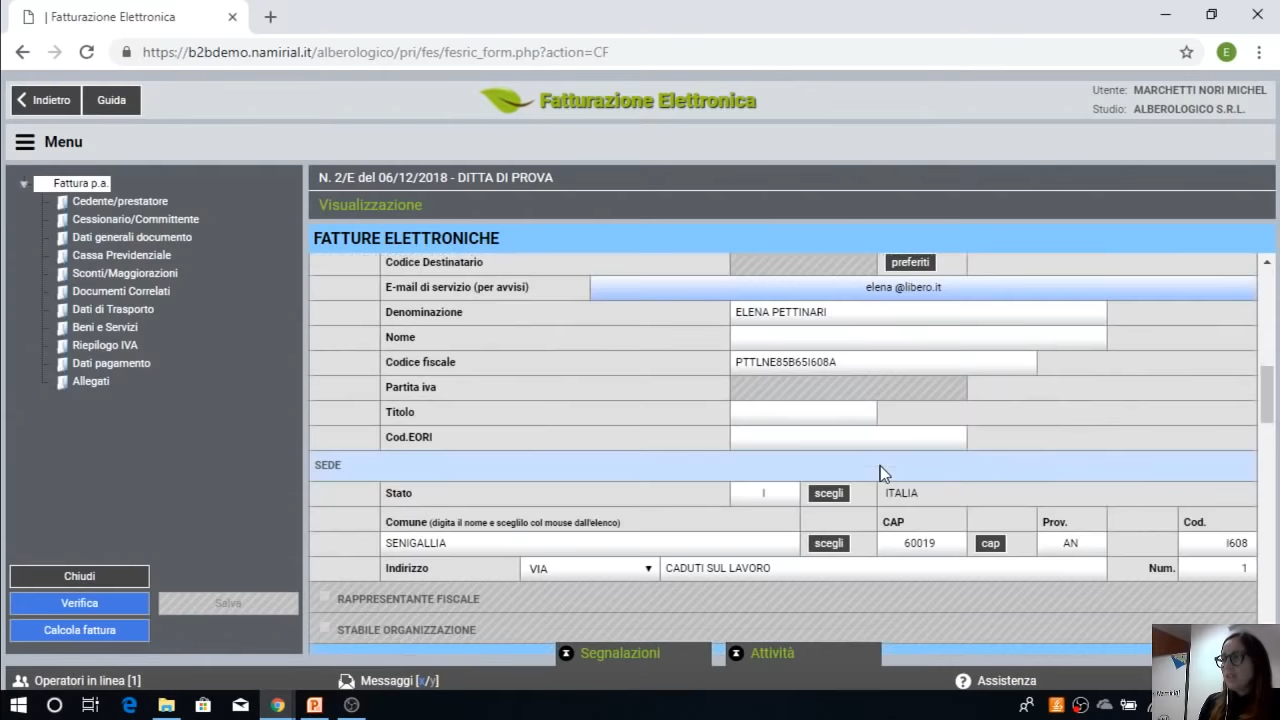 | Fatturazione Elettronica
https://b2bdemo.namirial.it/alberologico/pri/fes/fesric_form.php?action=CF
E
Indietro
Guida
Fatturazione Elettronica
Utente: MARCHETTI NORI MICHEL
Studio: ALBEROLOGICO S.R.L.
Menu
Fattura p.a.
Cedente/prestatore
Cessionario/Committente
Dati generali documento
Cassa Previdenziale
Sconti/Maggiorazioni
Documenti Correlati
Dati di Trasporto
Beni e Servizi
Riepilogo IVA
Dati pagamento
Allegati
Chiudi
Verifica
Salva
Calcola fattura
N. 2/E del 06/12/2018 - DITTA DI PROVA
Visualizzazione
FATTURE ELETTRONICHE
Codice Destinatario preferiti
E-mail di servizio (per avvisi) elena @libero.it
Denominazione ELENA PETTINARI
Nome
Codice fiscale PTTLNE85B65I608A
Partita iva
Titolo
Cod.EORI
SEDE
Stato I scegli ITALIA
Comune (digita il nome e sceglilo col mouse dall'elenco) CAP Prov. Cod.
SENIGALLIA scegli 60019 cap AN I608
Indirizzo VIA CADUTI SUL LAVORO Num. 1
RAPPRESENTANTE FISCALE
STABILE ORGANIZZAZIONE
Segnalazioni
Attività
Operatori in linea [1]
Messaggi [x/y]
Assistenza
Namirial